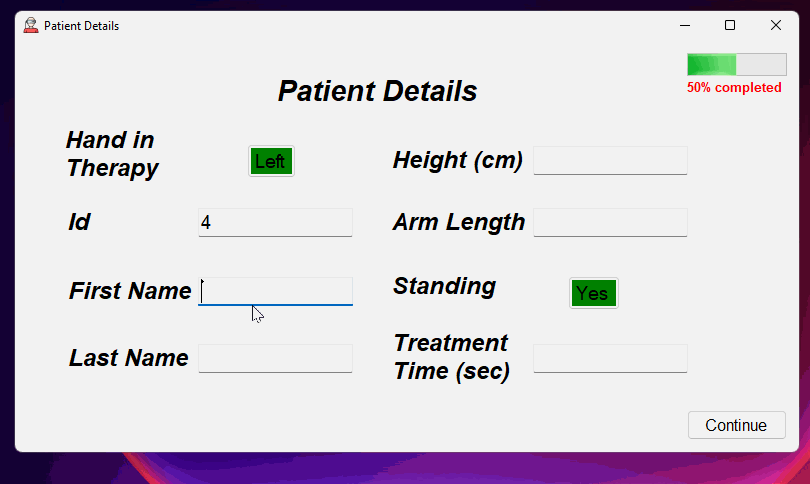 Patient Details
50% completed
Patient Details
Hand in
Therapy
Left
Height (cm)
Id
4
Arm Length
First Name
Standing
Yes
Last Name
Treatment
Time (sec)
Continue